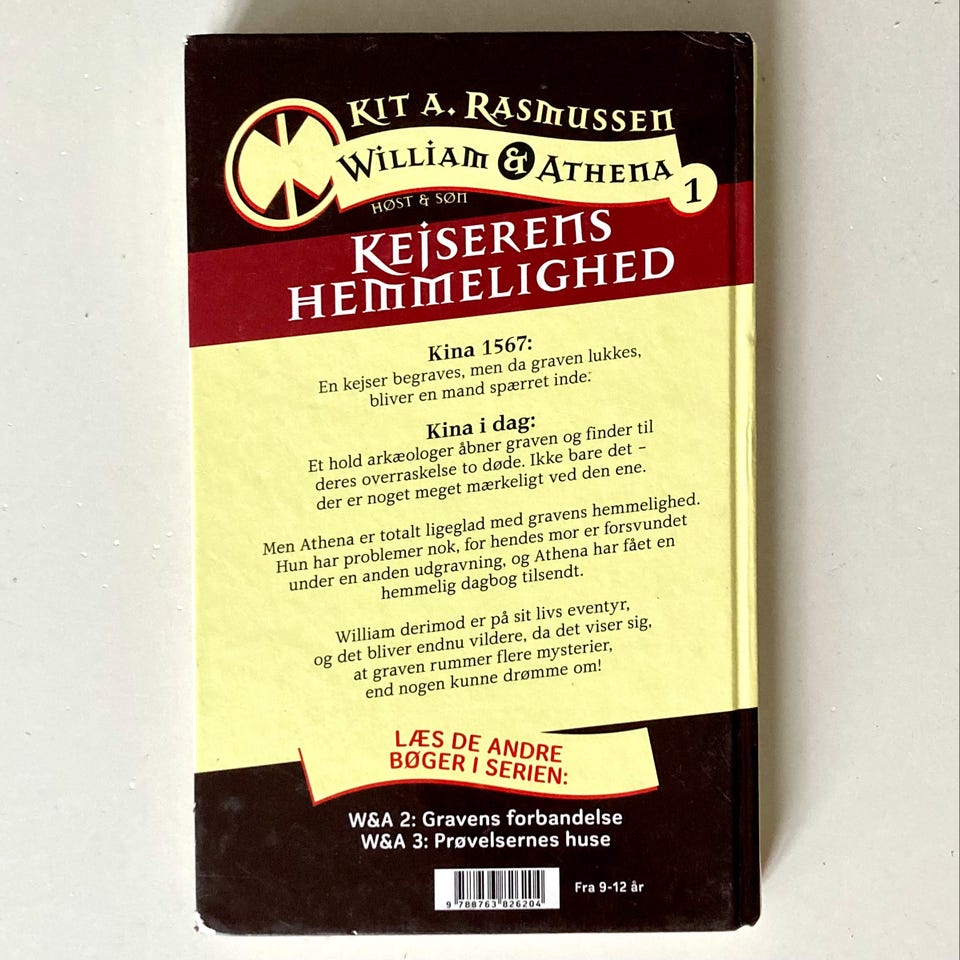 KIT A. RASMUSSEN
WILLIAM & ATHENA
1
HØST & SØN
KEJSERENS
HEMMELIGHED
Kina 1567:
En kejser begraves, men da graven lukkes,
bliver en mand spærret inde.
Kina i dag:
Et hold arkæologer åbner graven og finder til
deres overraskelse to døde. Ikke bare det –
der er noget meget mærkeligt ved den ene.
Men Athena er totalt ligeglad med gravens hemmelighed.
Hun har problemer nok, for hendes mor er forsvundet
under en anden udgravning, og Athena har fået en
hemmelig dagbog tilsendt.
William derimod er på sit livs eventyr,
og det bliver endnu vildere, da det viser sig,
at graven rummer flere mysterier,
end nogen kunne drømme om!
LÆS DE ANDRE
BØGER I SERIEN:
W&A 2: Gravens forbandelse
W&A 3: Prøvelsernes huse
Fra 9-12 år
9 788763 826204